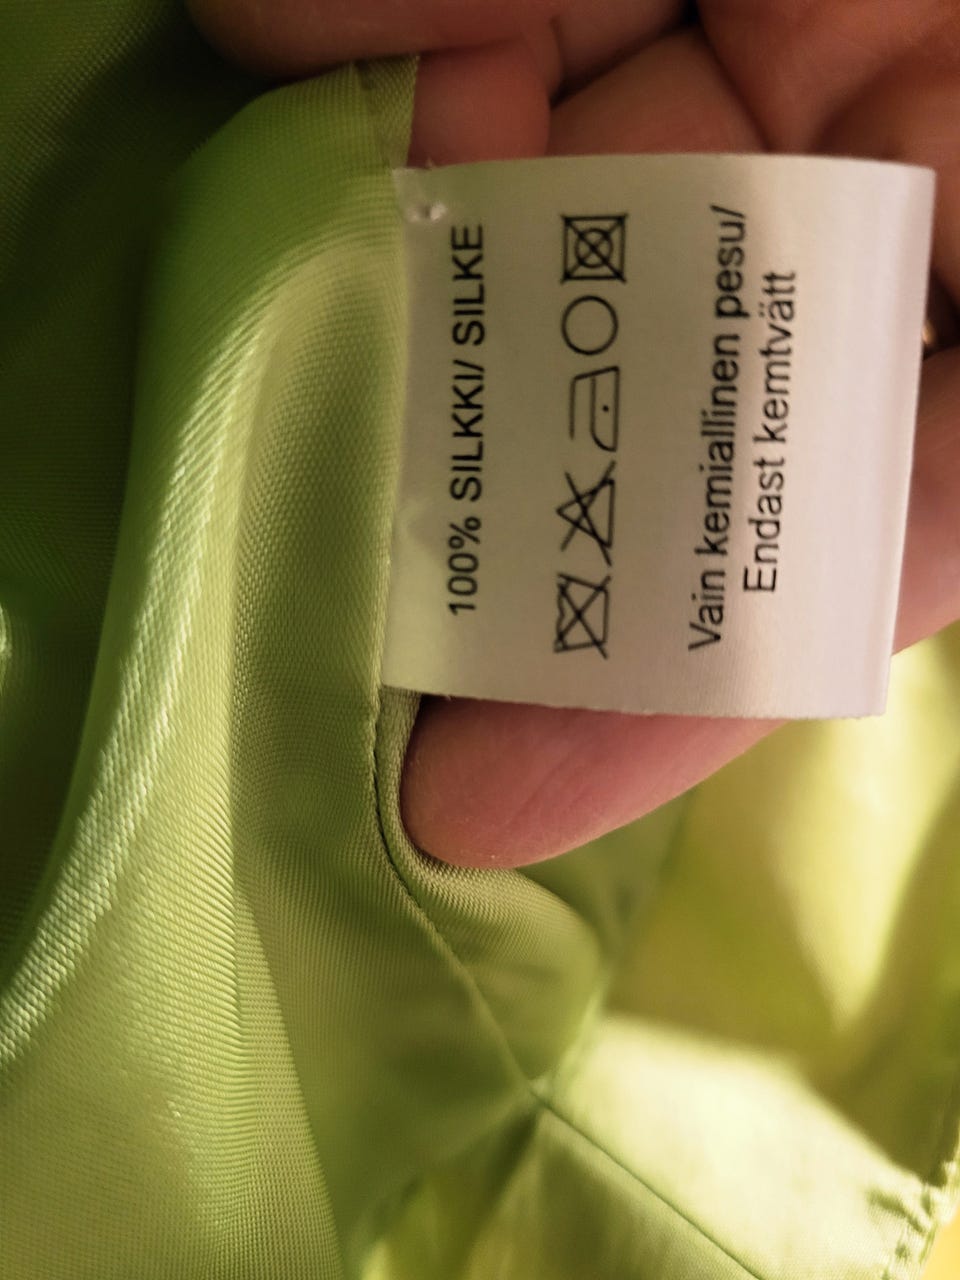 100% SILKKI/ SILKE
Vain kemiallinen pesu/
Endast kemtvätt